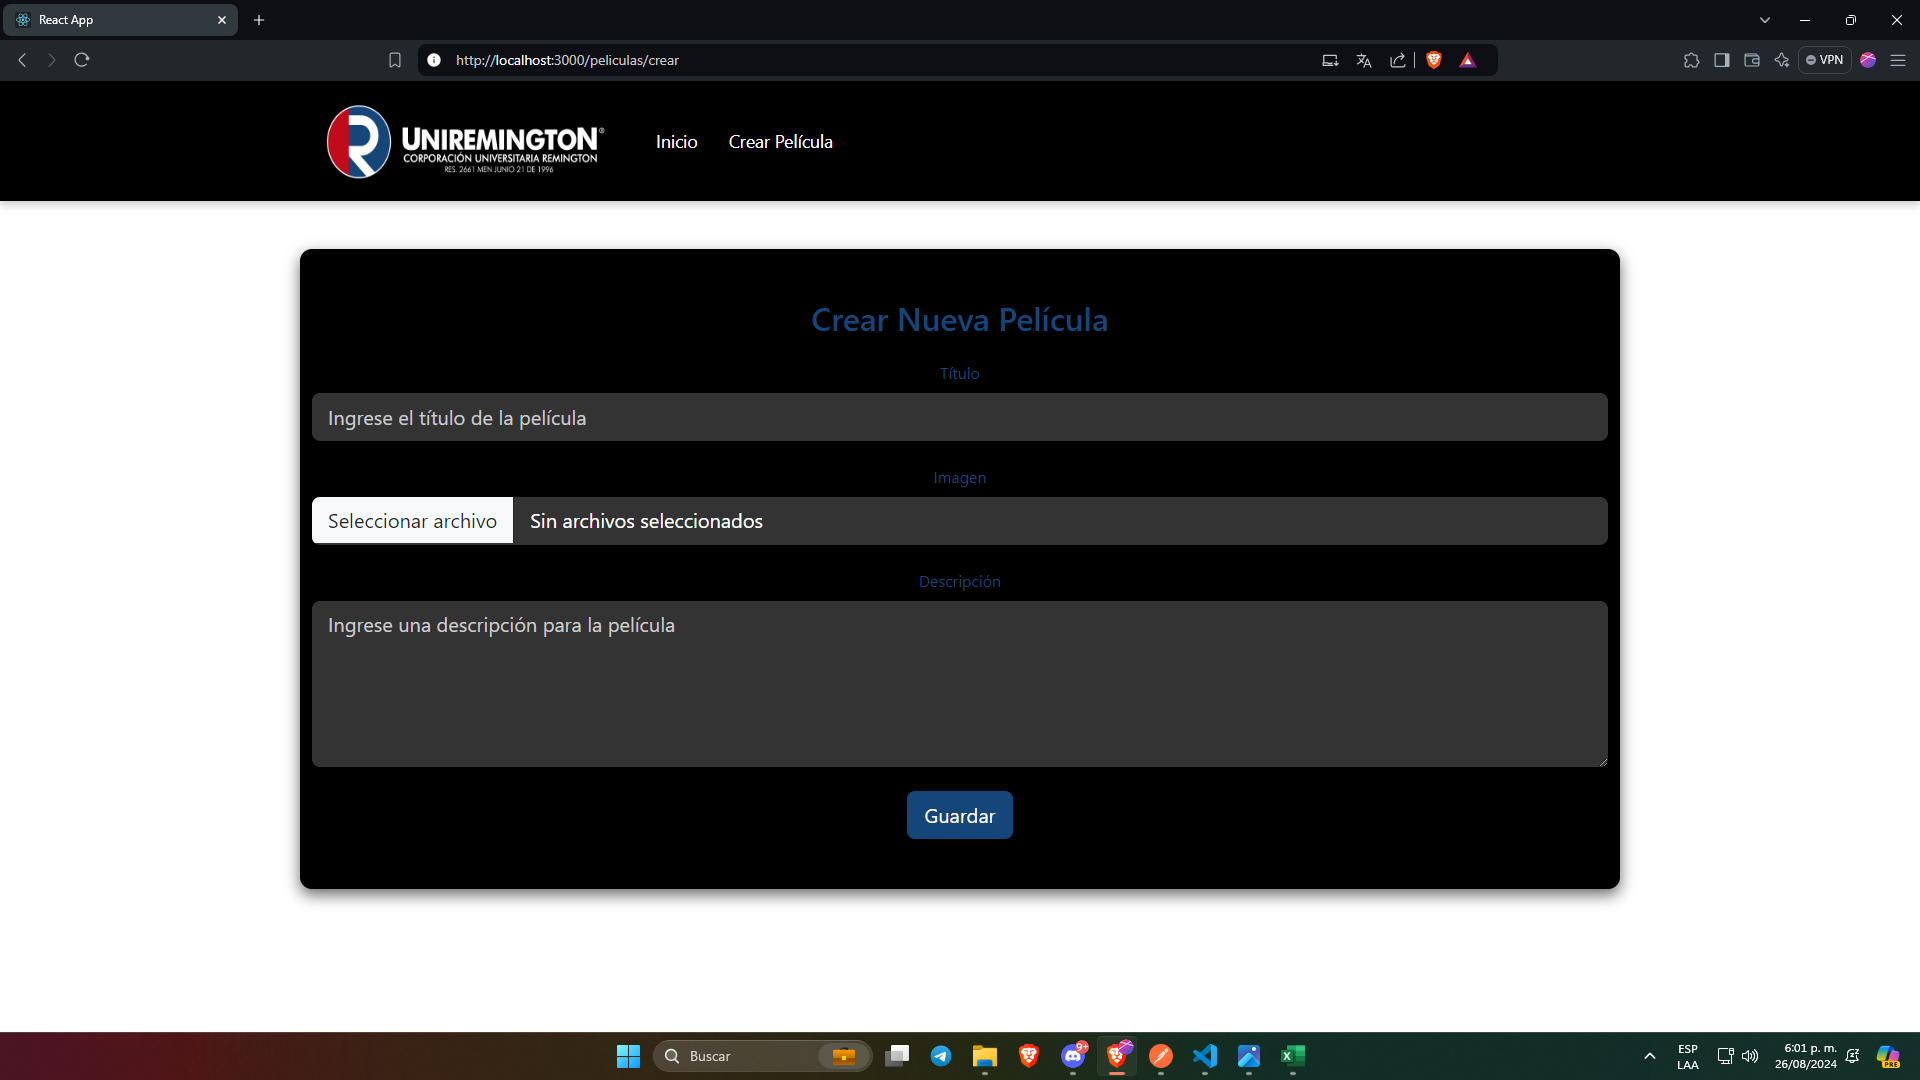 React App
http://localhost:3000/peliculas/crear
VPN
R UNIREMINGTON®
CORPORACIÓN UNIVERSITARIA REMINGTON
RES. 2661 MEN JUNIO 21 DE 1996
Inicio
Crear Película
Crear Nueva Película
Título
Ingrese el título de la película
Imagen
Seleccionar archivo
Sin archivos seleccionados
Descripción
Ingrese una descripción para la película
Guardar
Buscar
9+
ESP
LAA
6:01 p. m.
26/08/2024
PRE